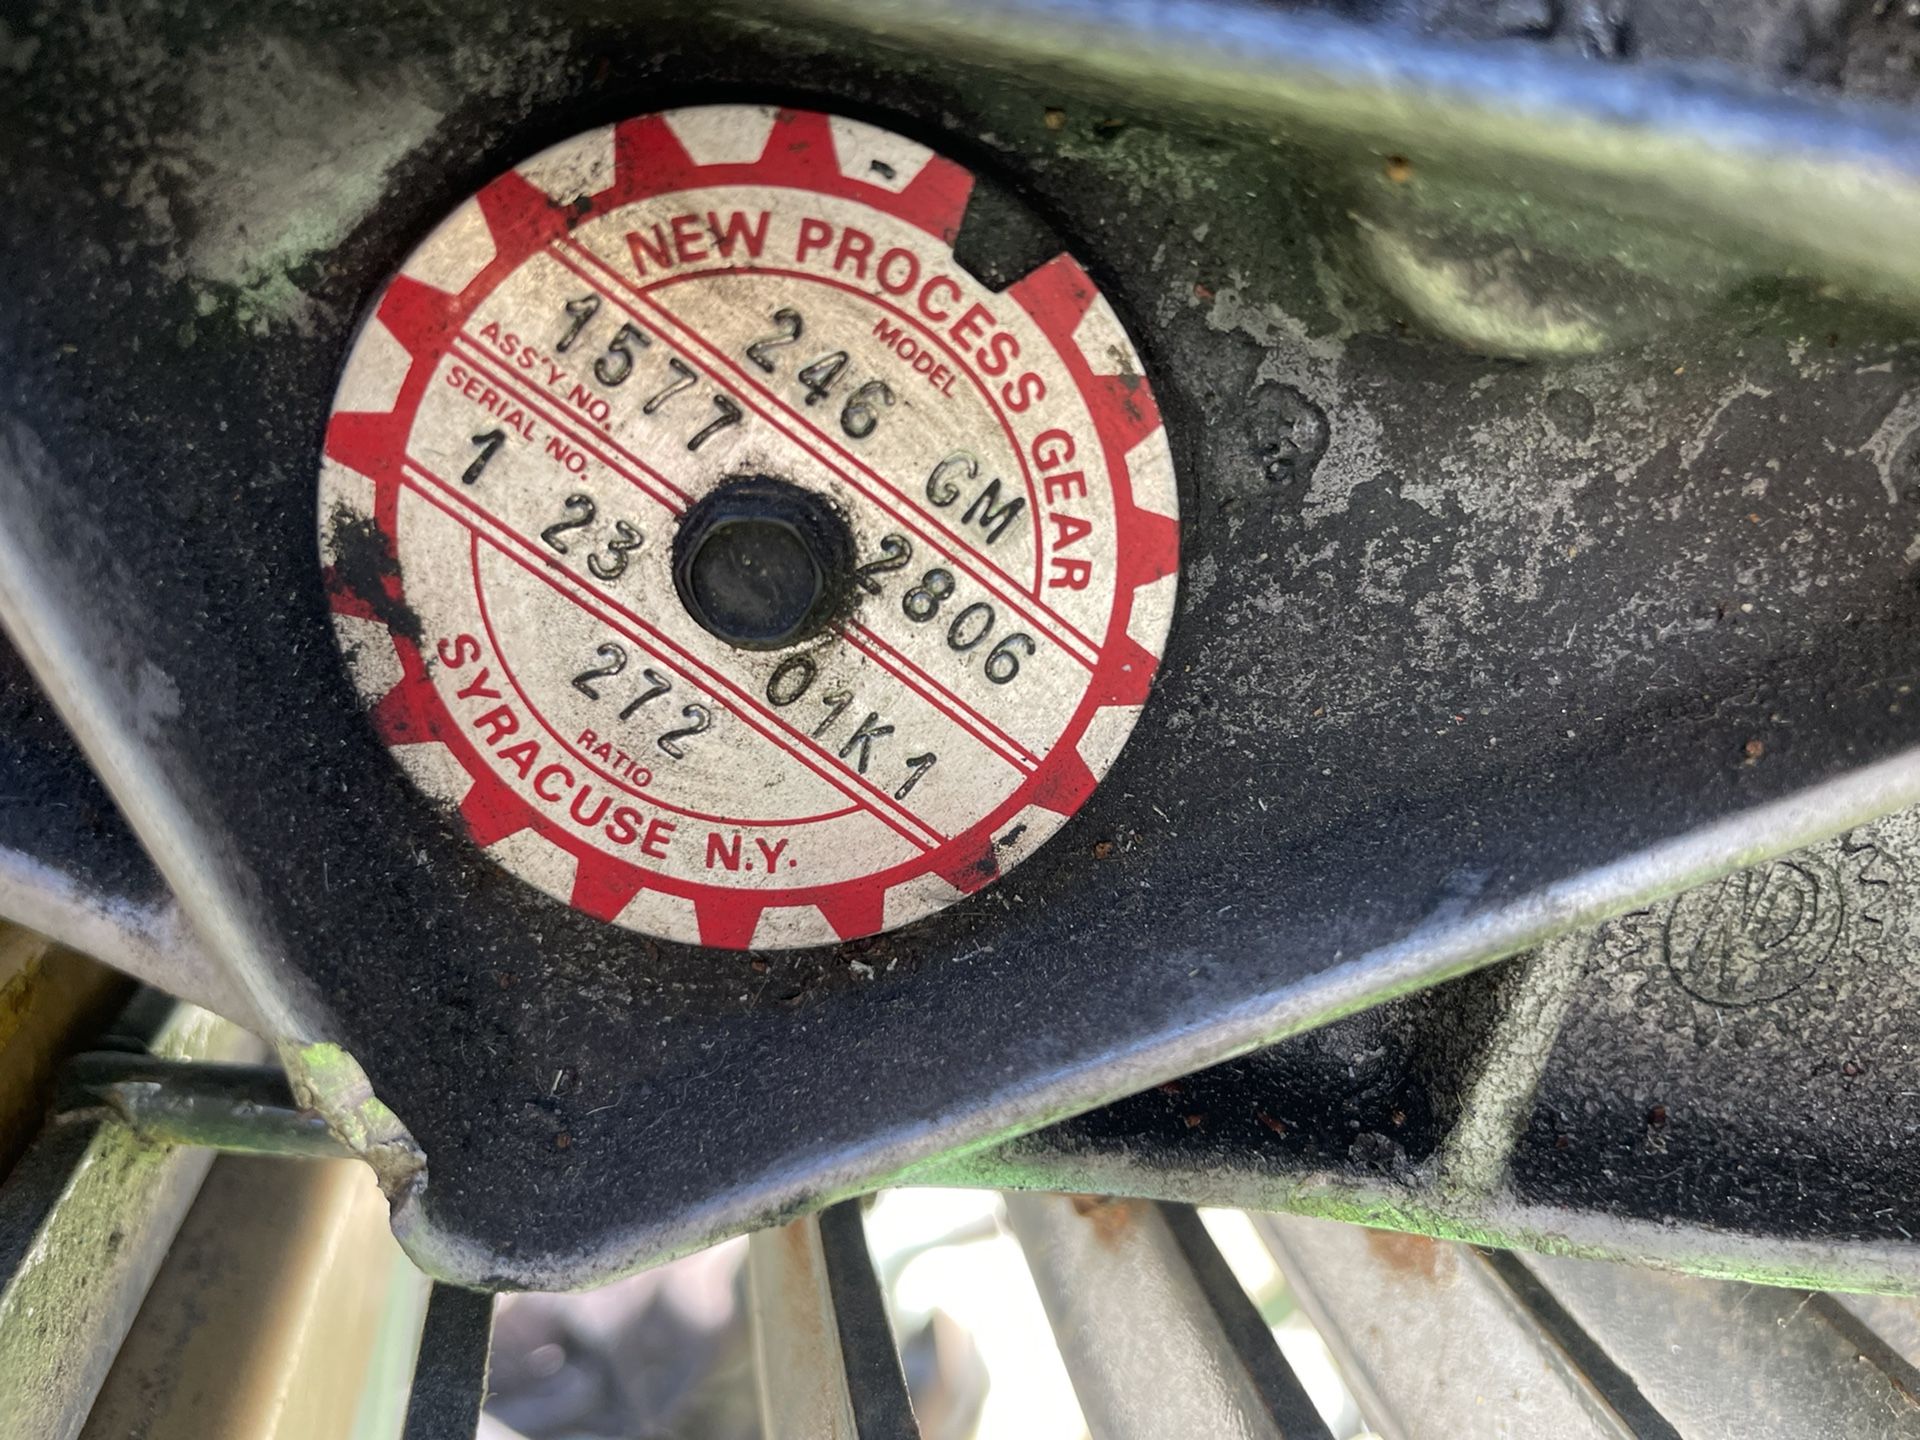 NEW PROCESS GEAR
MODEL
246 GM
1577 2806
ASS'Y NO.
SERIAL NO.
1 23 01K1
272
RATIO
SYRACUSE N.Y.